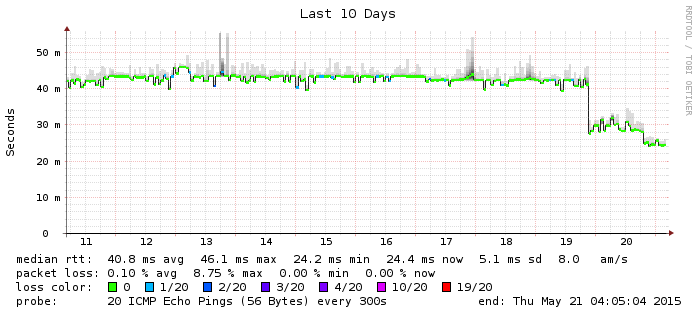 Last 10 Days
RRDTOOL / TOBI OETIKER
Seconds
50 m
40 m
30 m
20 m
10 m
0
11 12 13 14 15 16 17 18 19 20
median rtt: 40.8 ms avg 46.1 ms max 24.2 ms min 24.4 ms now 5.1 ms sd 8.0 am/s
packet loss: 0.10 % avg 8.75 % max 0.00 % min 0.00 % now
loss color: 0 1/20 2/20 3/20 4/20 10/20 19/20
probe: 20 ICMP Echo Pings (56 Bytes) every 300s end: Thu May 21 04:05:04 2015